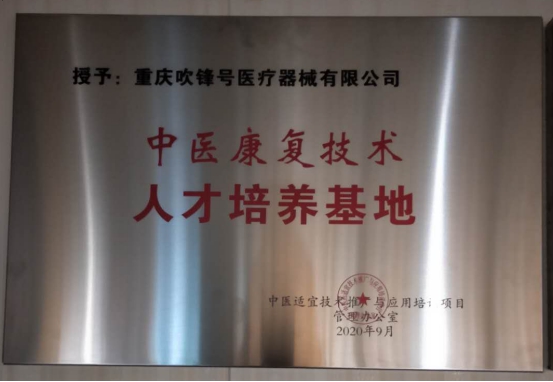 授予：重庆吹锋号医疗器械有限公司
中医康复技术
人才培养基地
中医适宜技术推广与应用培训项目
管理办公室
2020年9月